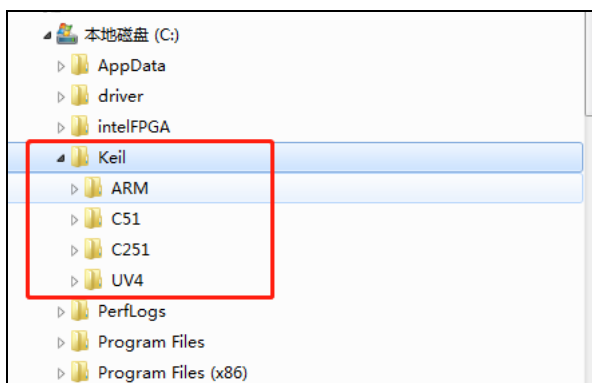 本地磁盘 (C:)
AppData
driver
intelFPGA
Keil
ARM
C51
C251
UV4
PerfLogs
Program Files
Program Files (x86)